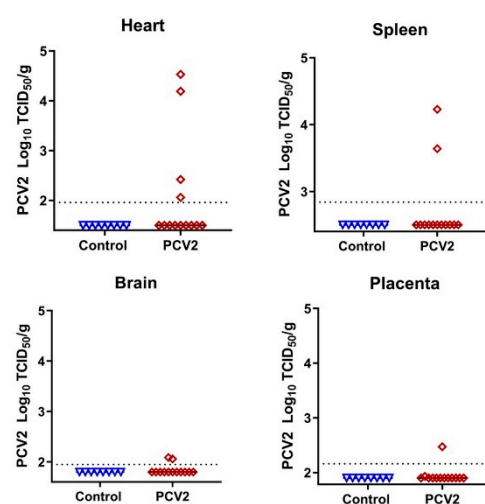 Heart
PCV2 Log10 TCID50/g
5
4
3
2
Control
PCV2
Spleen
PCV2 Log10 TCID50/g
5
4
3
Control
PCV2
Brain
PCV2 Log10 TCID50/g
5
4
3
2
Control
PCV2
Placenta
PCV2 Log10 TCID50/g
5
4
3
2
Control
PCV2